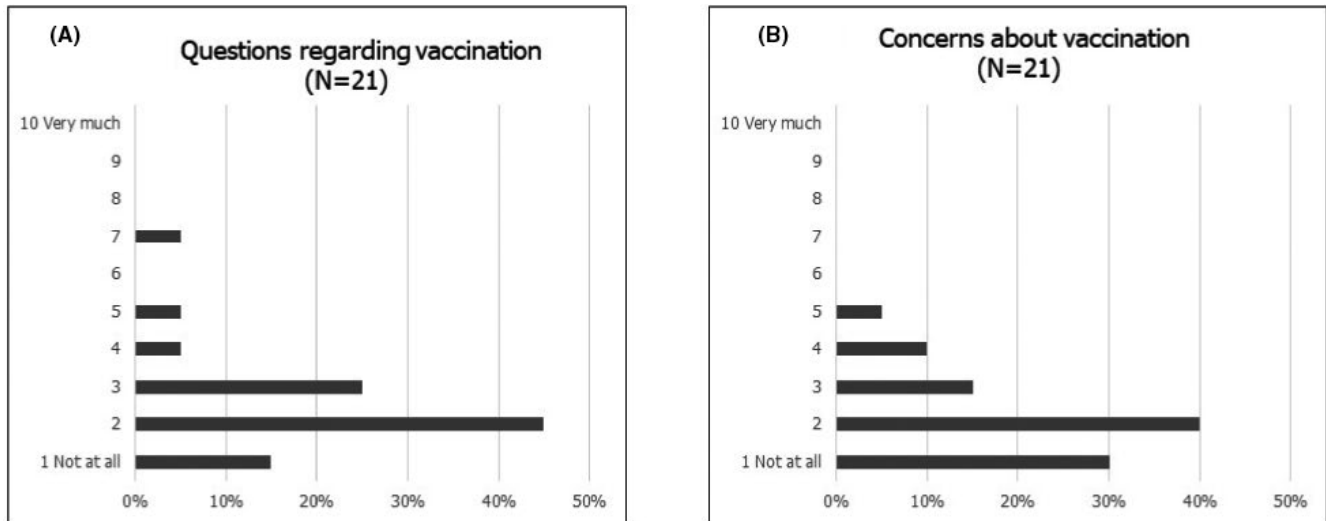 (A)
Questions regarding vaccination
(N=21)
10 Very much
9
8
7
6
5
4
3
2
1 Not at all
0% 10% 20% 30% 40% 50%
(B)
Concerns about vaccination
(N=21)
10 Very much
9
8
7
6
5
4
3
2
1 Not at all
0% 10% 20% 30% 40% 50%